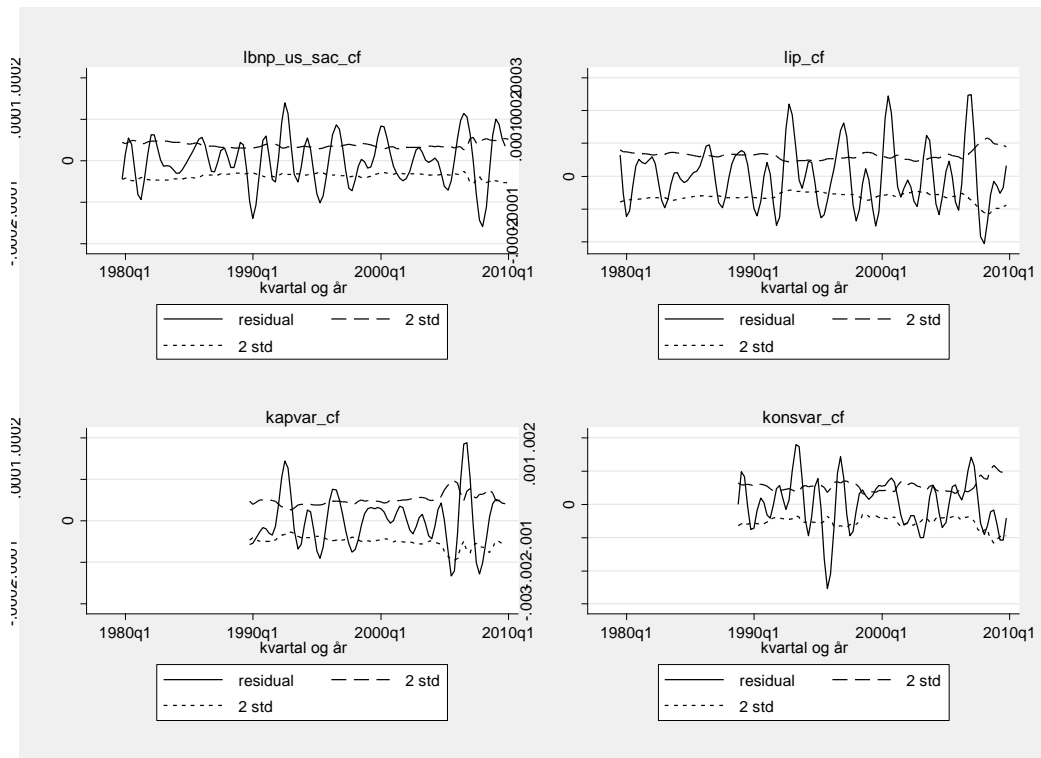 lbnp_us_sac_cf
0
1980q1 1990q1 2000q1 2010q1
kvartal og år
residual 2 std
2 std
lip_cf
0
1980q1 1990q1 2000q1 2010q1
kvartal og år
residual 2 std
2 std
kapvar_cf
0
1980q1 1990q1 2000q1 2010q1
kvartal og år
residual 2 std
2 std
konsvar_cf
0
1980q1 1990q1 2000q1 2010q1
kvartal og år
residual 2 std
2 std